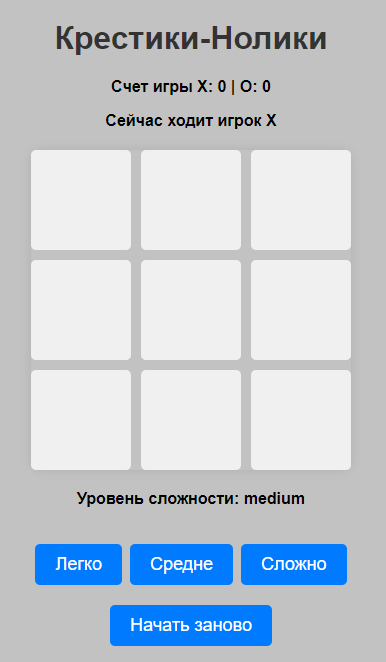 Крестики-Нолики
Счет игры X: 0 | O: 0
Сейчас ходит игрок X
Уровень сложности: medium
Легко Средне Сложно
Начать заново